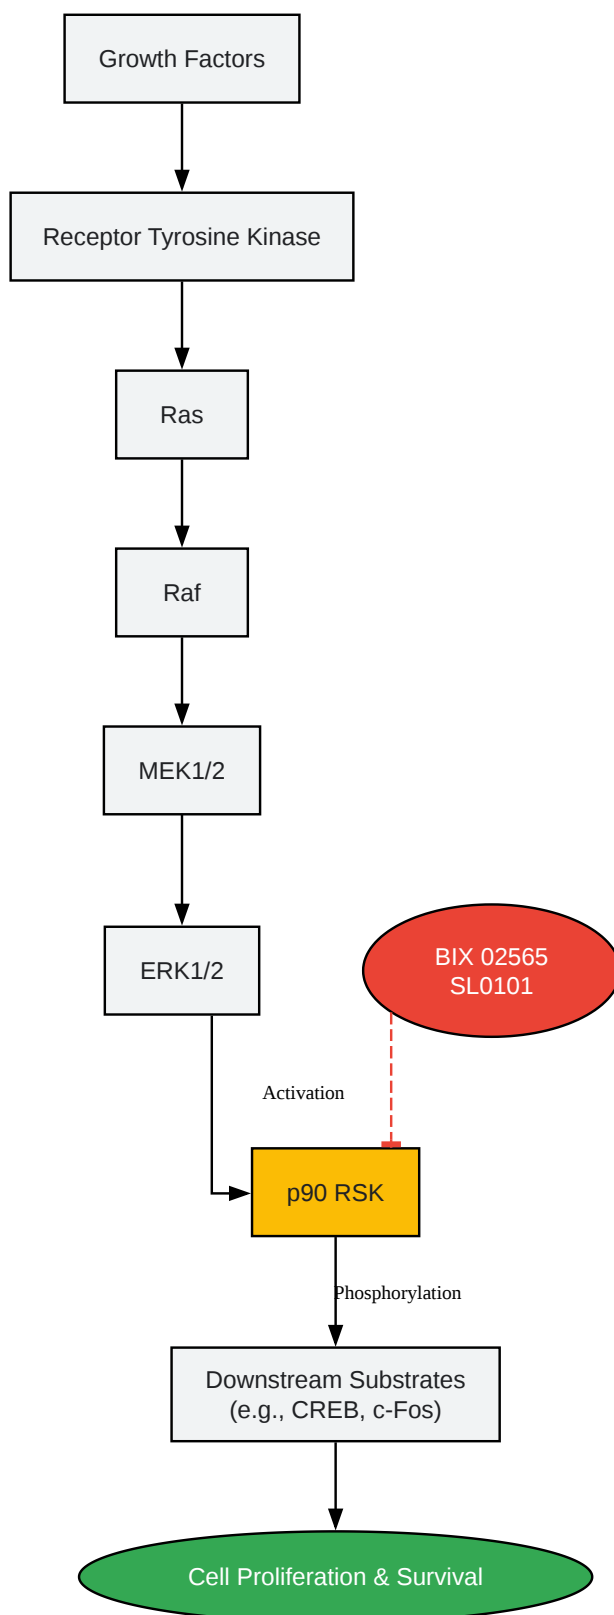 Growth Factors
Receptor Tyrosine Kinase
Ras
Raf
MEK1/2
ERK1/2
BIX 02565
SL0101
Activation
p90 RSK
Phosphorylation
Downstream Substrates
(e.g., CREB, c-Fos)
Cell Proliferation & Survival